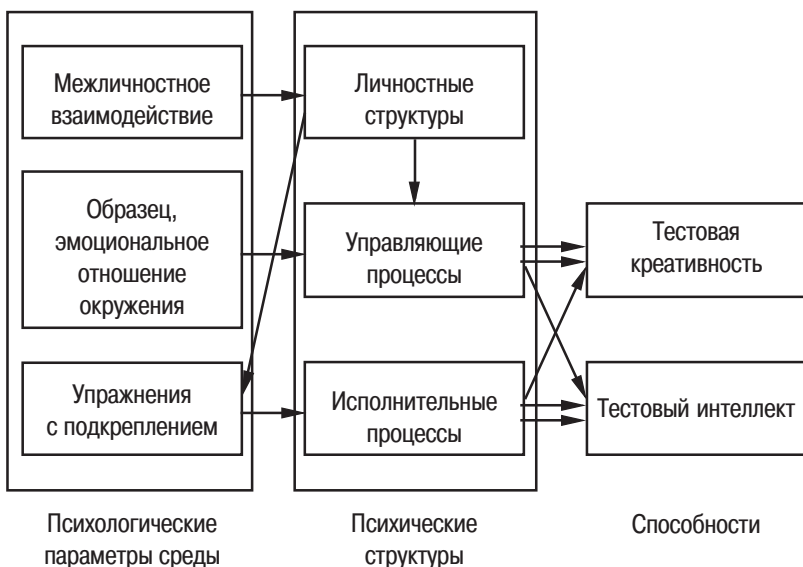 Межличностное
взаимодействие
Личностные
структуры
Образец,
эмоциональное
отношение
окружения
Управляющие
процессы
Тестовая
креативность
Упражнения
с подкреплением
Исполнительные
процессы
Тестовый интеллект
Психологические
параметры среды
Психические
структуры
Способности